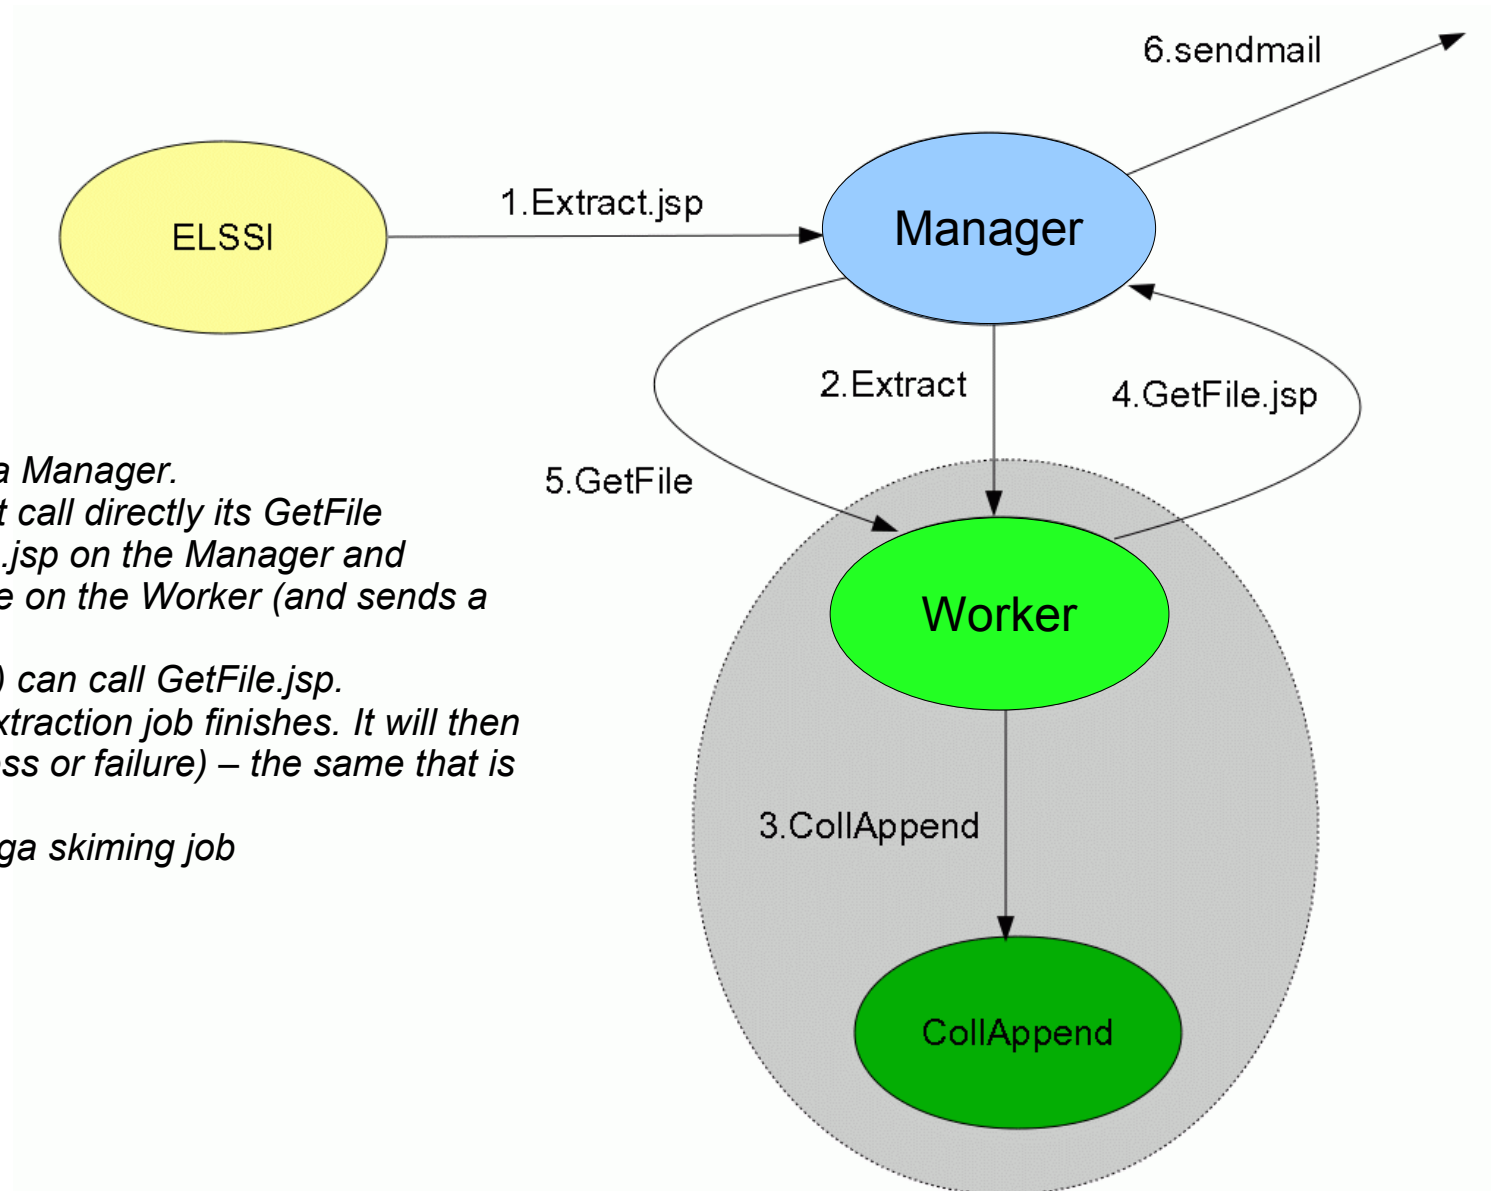 6.sendmail
1.Extract.jsp
ELSSI
Manager
2.Extract
4.GetFile.jsp
5.GetFile
a Manager.
t call directly its GetFile
.jsp on the Manager and
e on the Worker (and sends a
) can call GetFile.jsp.
xtraction job finishes. It will then
ss or failure) – the same that is
ga skiming job
Worker
3.CollAppend
CollAppend